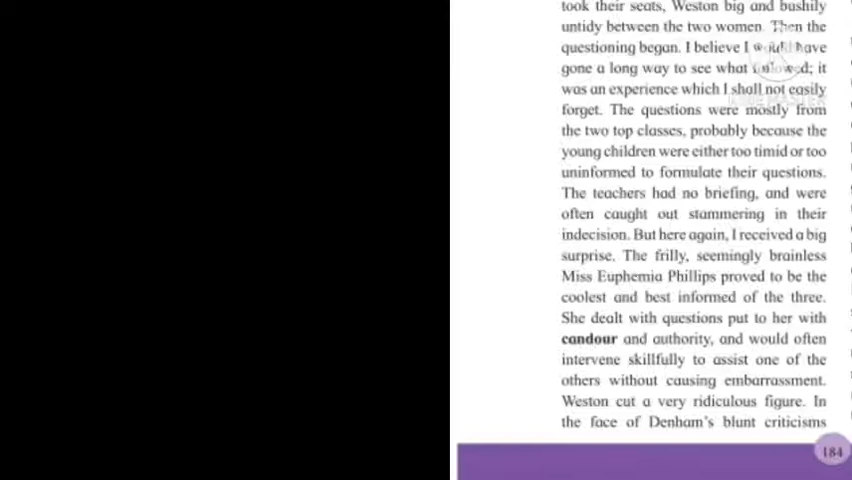 took their seats, Weston big and bushily
untidy between the two women. Then the
questioning began. I believe I would have
gone a long way to see what followed; it
was an experience which I shall not easily
forget. The questions were mostly from
the two top classes, probably because the
young children were either too timid or too
uninformed to formulate their questions.
The teachers had no briefing, and were
often caught out stammering in their
indecision. But here again, I received a big
surprise. The frilly, seemingly brainless
Miss Euphemia Phillips proved to be the
coolest and best informed of the three.
She dealt with questions put to her with
candour and authority, and would often
intervene skillfully to assist one of the
others without causing embarrassment.
Weston cut a very ridiculous figure. In
the face of Denham's blunt criticisms
184